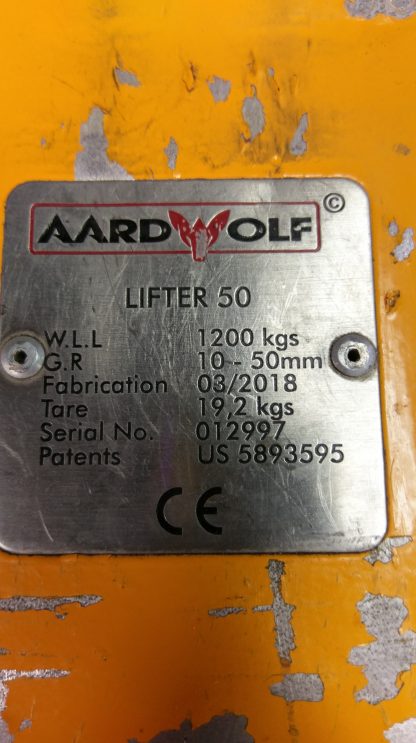 AARDWOLF ©
LIFTER 50
W.L.L 1200 kgs
G.R 10 - 50mm
Fabrication 03/2018
Tare 19,2 kgs
Serial No. 012997
Patents US 5893595
CE